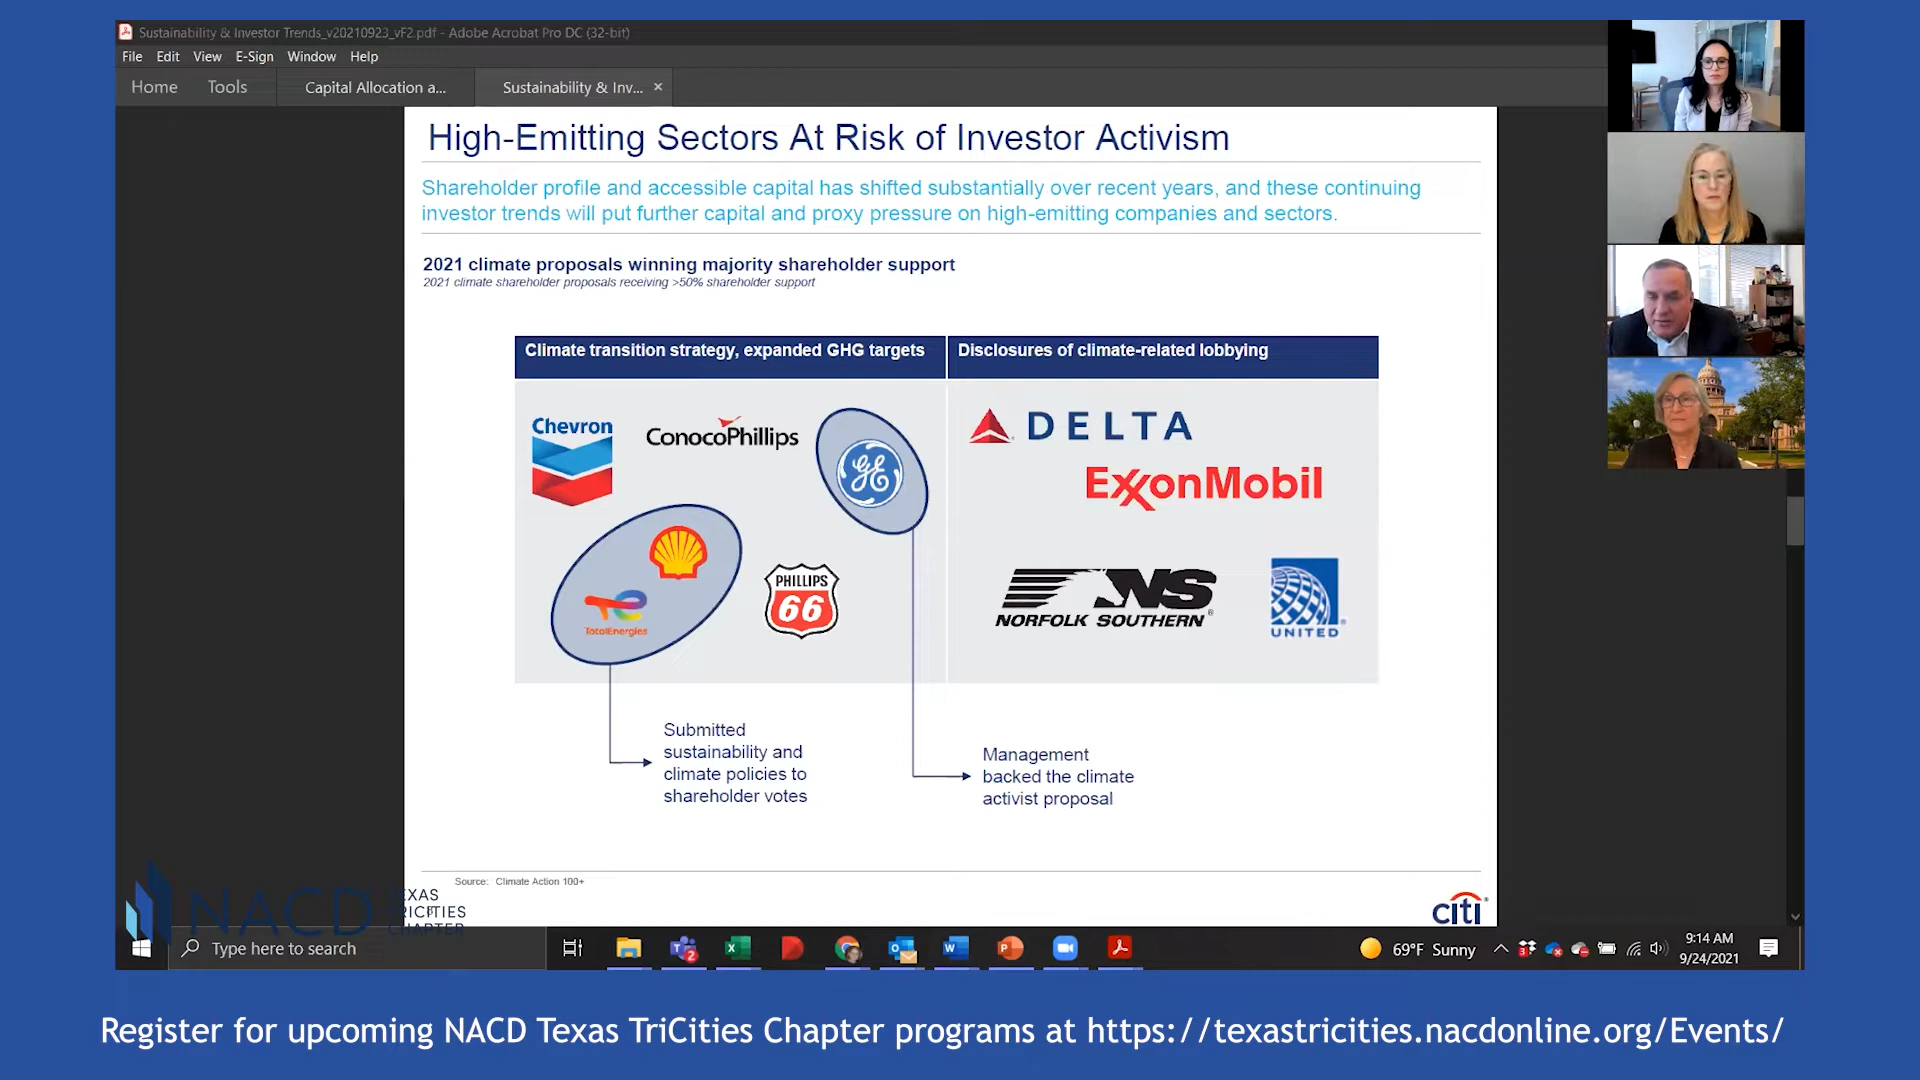 Sustainability & Investor Trends_v20210923_vF2.pdf - Adobe Acrobat Pro DC (32-bit)
File Edit View E-Sign Window Help
Home Tools Capital Allocation a... Sustainability & Inv... ×
High-Emitting Sectors At Risk of Investor Activism
Shareholder profile and accessible capital has shifted substantially over recent years, and these continuing
investor trends will put further capital and proxy pressure on high-emitting companies and sectors.
2021 climate proposals winning majority shareholder support
2021 climate shareholder proposals receiving >50% shareholder support
Climate transition strategy, expanded GHG targets
Chevron
ConocoPhillips
GE
TotalEnergies
PHILLIPS
66
Disclosures of climate-related lobbying
DELTA
ExxonMobil
NS
NORFOLK SOUTHERN®
UNITED
Submitted
sustainability and
climate policies to
shareholder votes
Management
backed the climate
activist proposal
Source: Climate Action 100+
citi®
NACD
TEXAS
TRICITIES
CHAPTER
Type here to search
69°F Sunny
9:14 AM
9/24/2021
Register for upcoming NACD Texas TriCities Chapter programs at https://texastricities.nacdonline.org/Events/